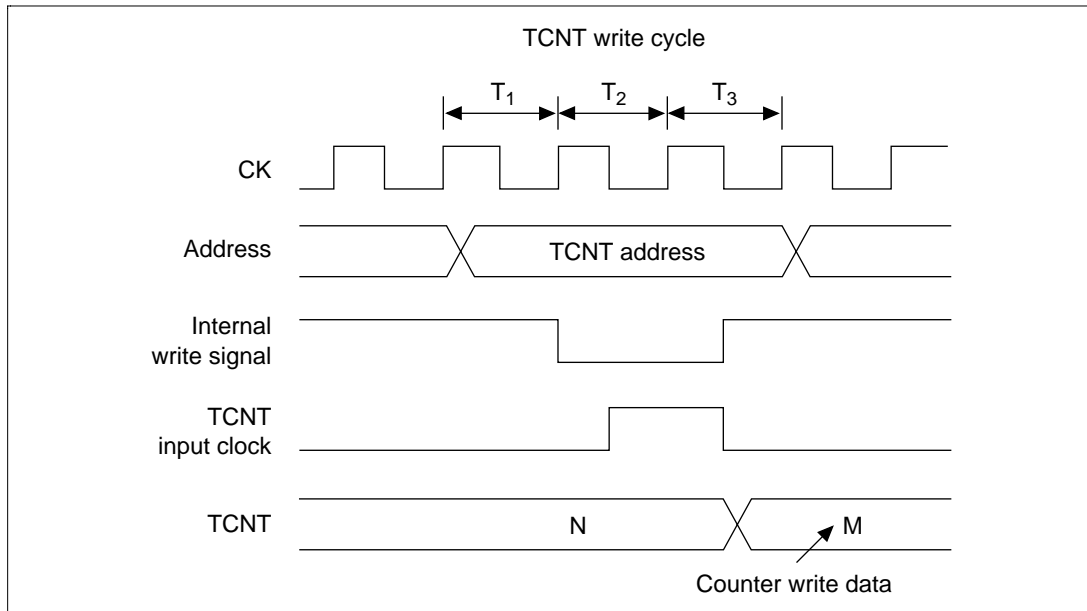 TCNT write cycle
T1 T2 T3
CK
Address
TCNT address
Internal
write signal
TCNT
input clock
TCNT
N
M
Counter write data